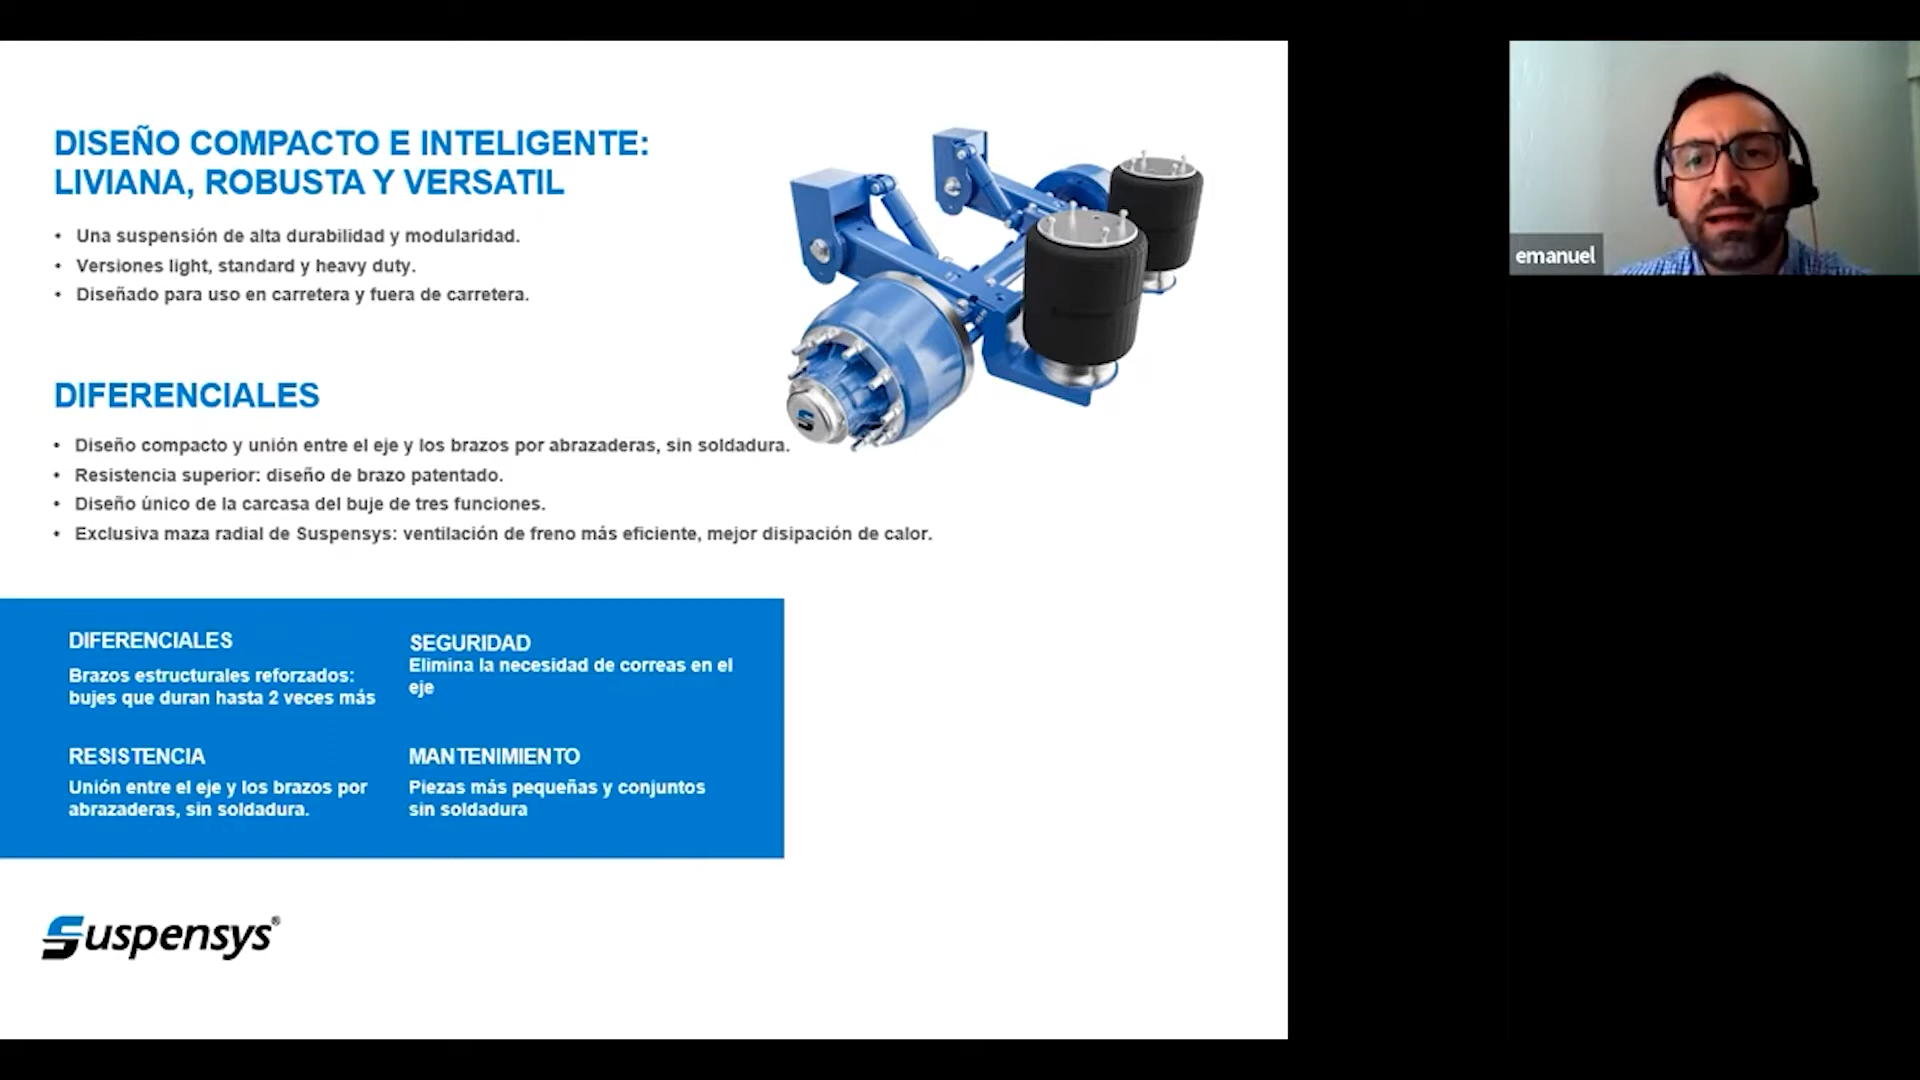 DISEÑO COMPACTO E INTELIGENTE:
LIVIANA, ROBUSTA Y VERSATIL
• Una suspensión de alta durabilidad y modularidad.
• Versiones light, standard y heavy duty.
• Diseñado para uso en carretera y fuera de carretera.
DIFERENCIALES
• Diseño compacto y unión entre el eje y los brazos por abrazaderas, sin soldadura.
• Resistencia superior: diseño de brazo patentado.
• Diseño único de la carcasa del buje de tres funciones.
• Exclusiva maza radial de Suspensys: ventilación de freno más eficiente, mejor disipación de calor.
DIFERENCIALES
Brazos estructurales reforzados:
bujes que duran hasta 2 veces más
SEGURIDAD
Elimina la necesidad de correas en el
eje
RESISTENCIA
Unión entre el eje y los brazos por
abrazaderas, sin soldadura.
MANTENIMIENTO
Piezas más pequeñas y conjuntos
sin soldadura
Suspensys®
emanuel